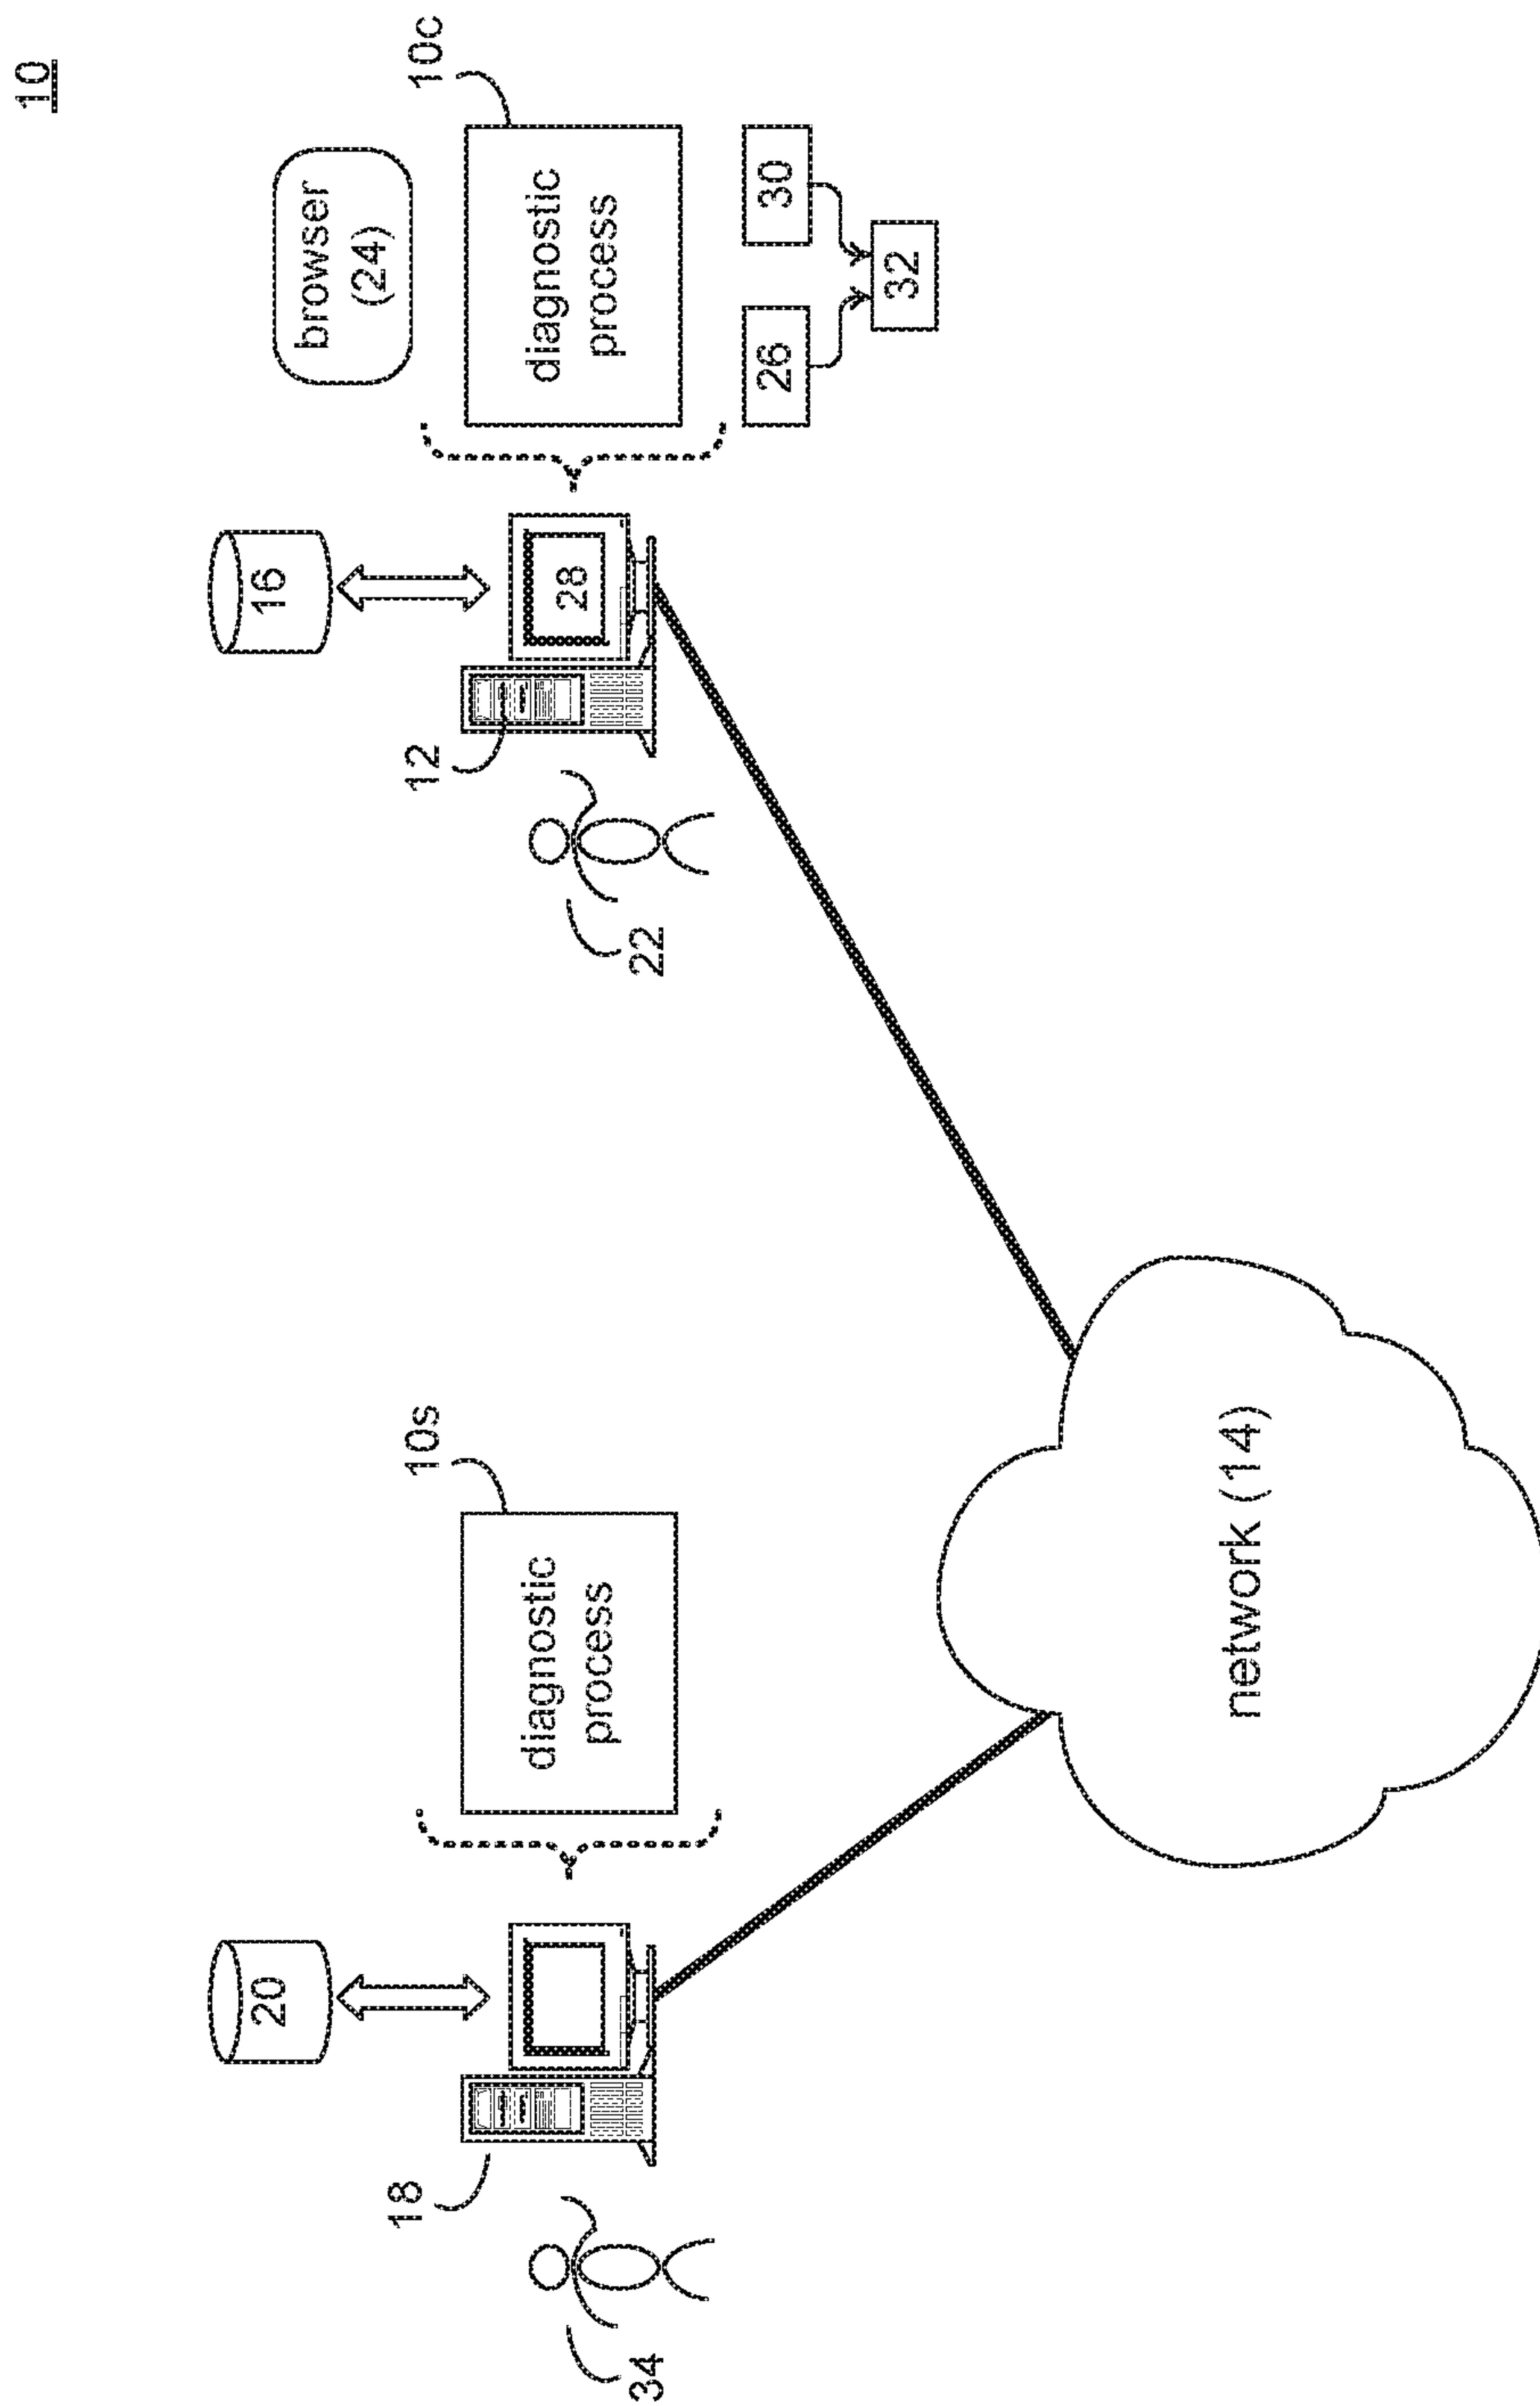 10
20
16
browser
(24)
18
10s
12
10c
diagnostic
process
28
diagnostic
process
34
22
26
30
32
network (14)